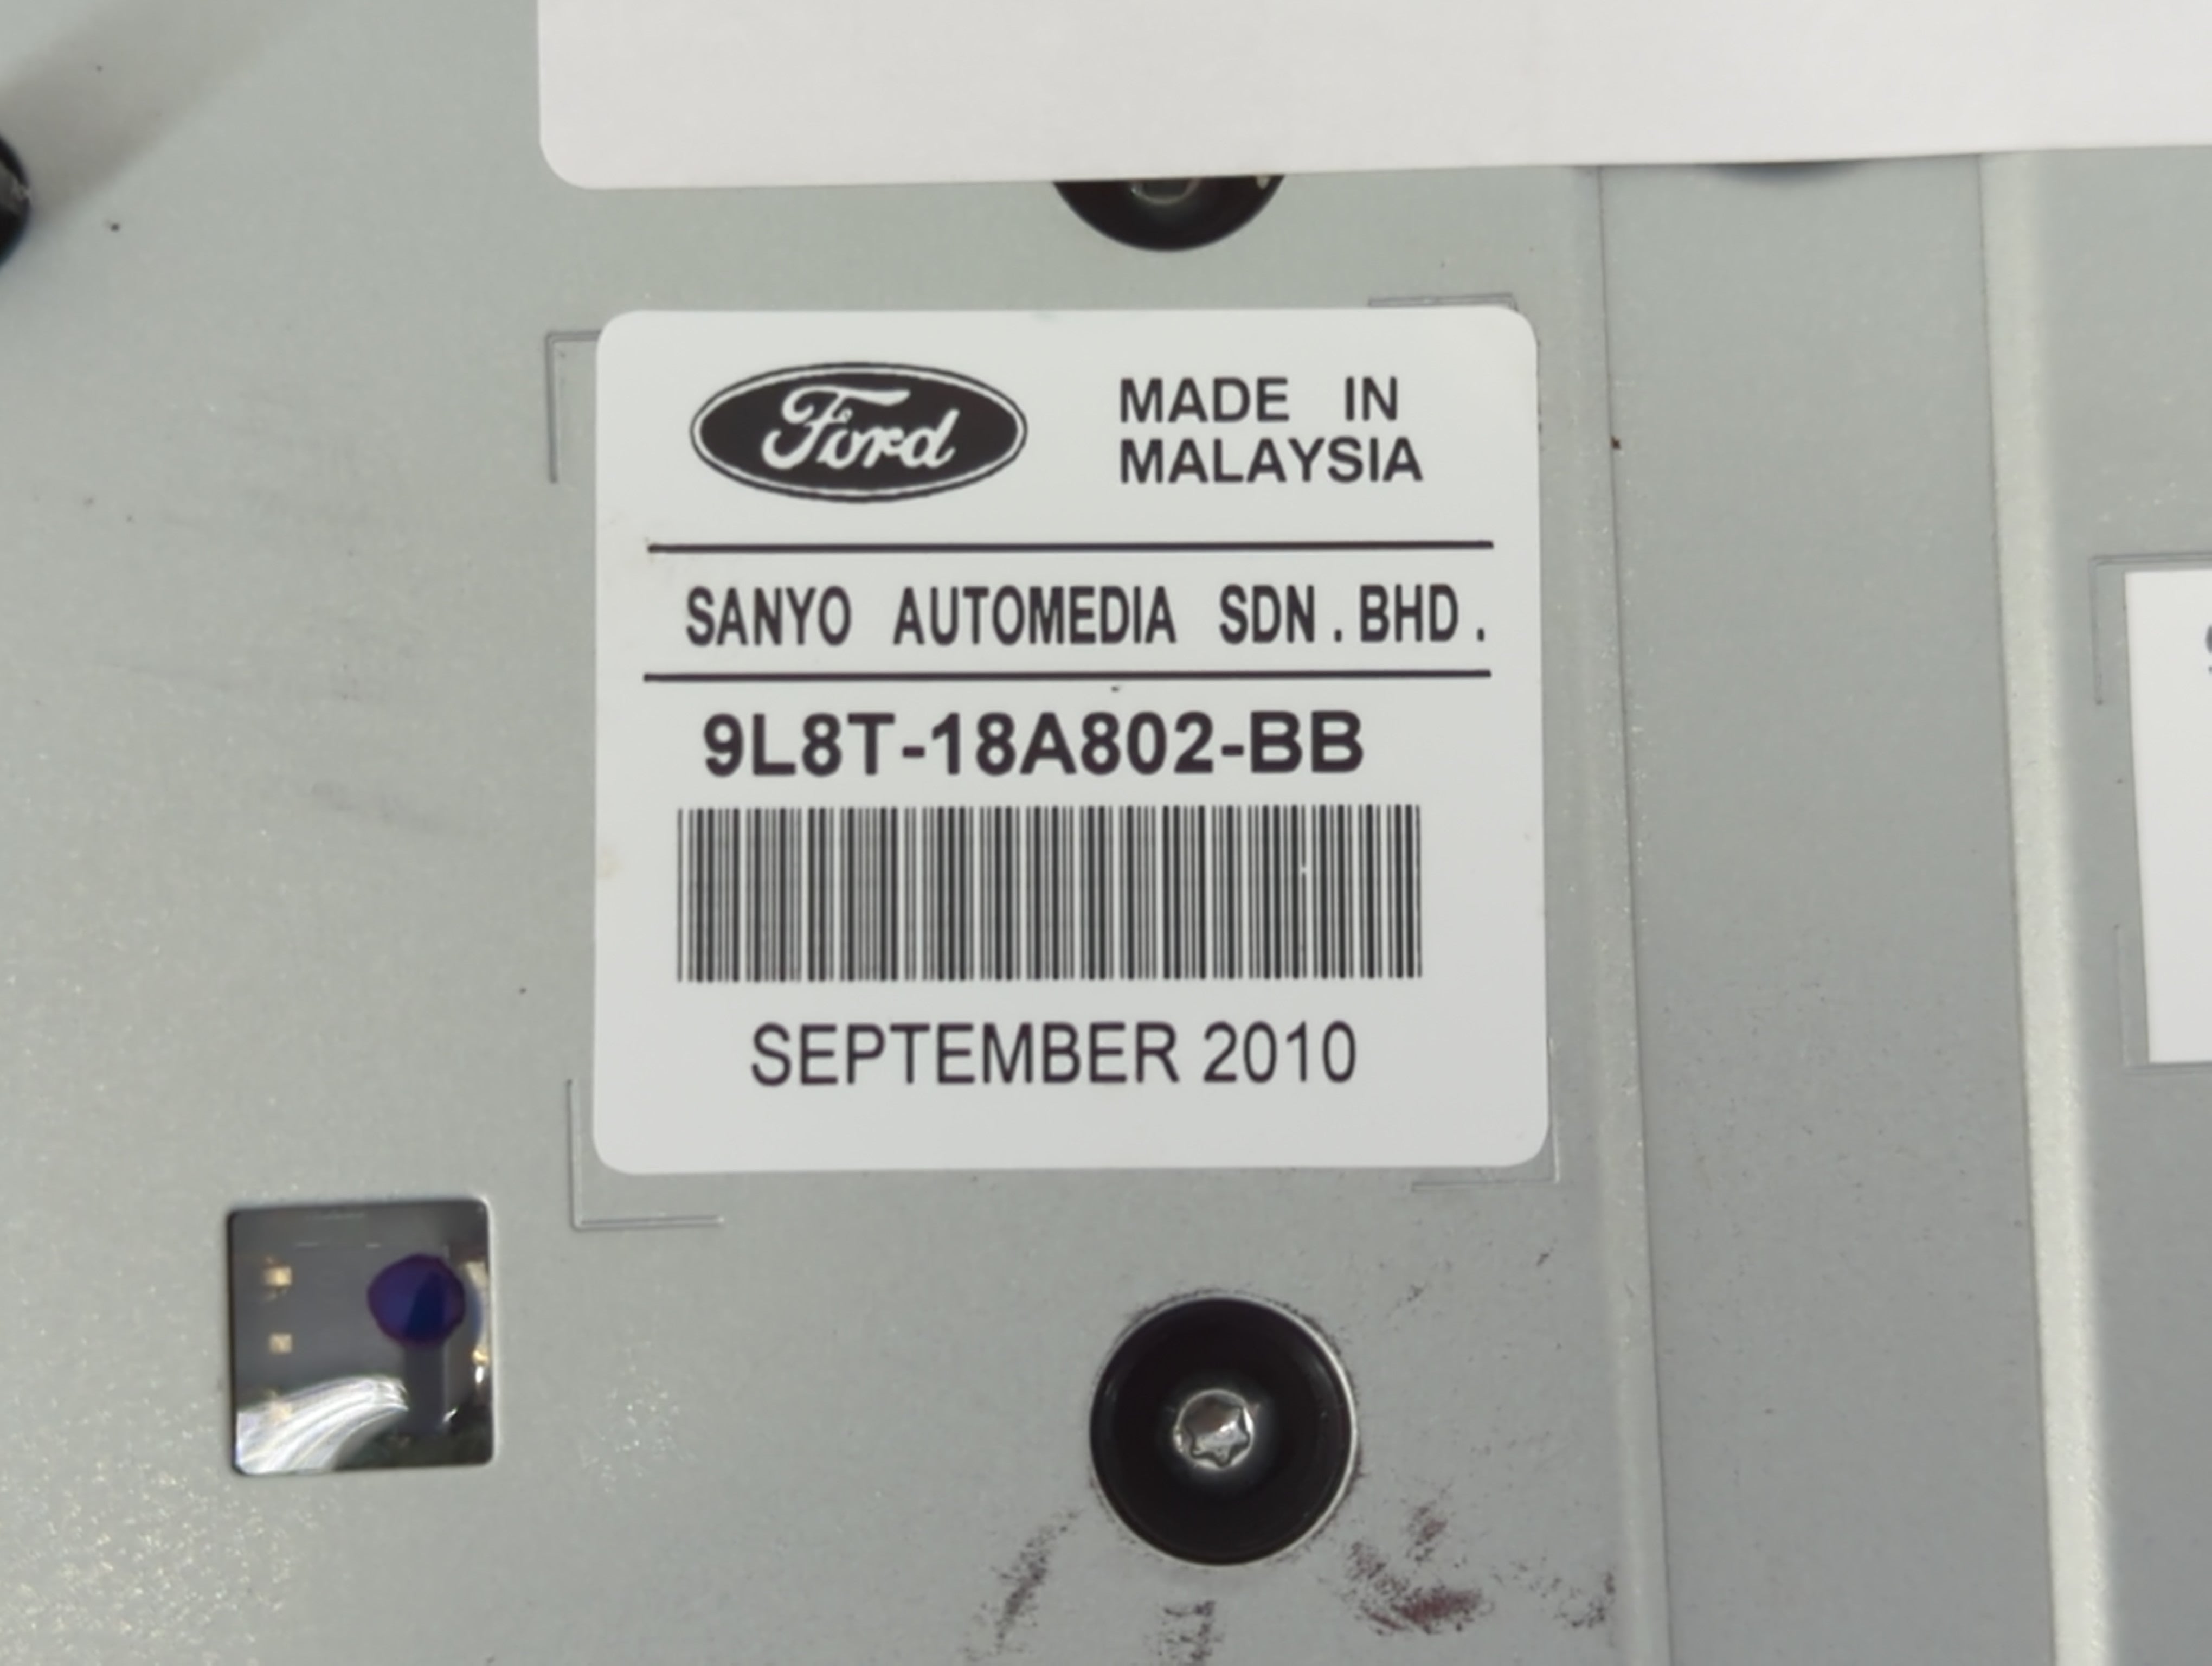 Ford
MADE IN
MALAYSIA
SANYO AUTOMEDIA SDN.BHD.
9L8T-18A802-BB
SEPTEMBER 2010